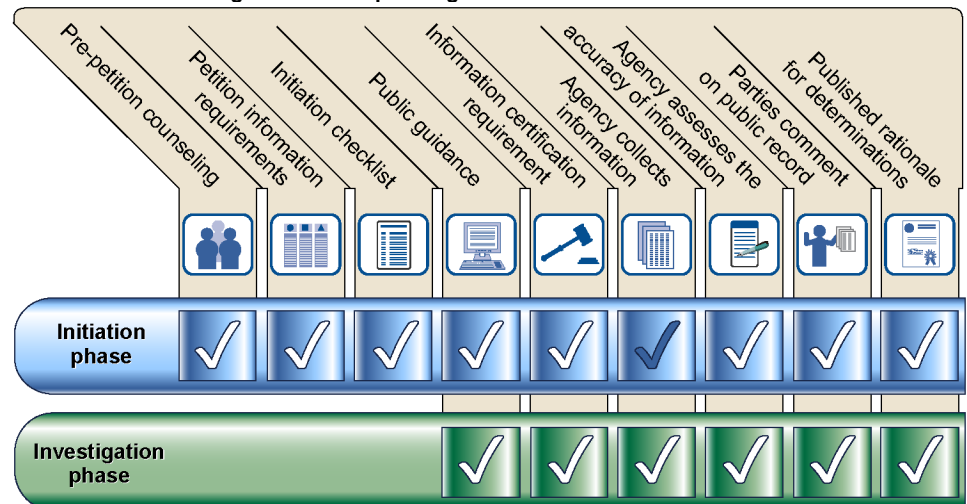 Pre-petition counseling
Petition information
requirements
Initiation checklist
Public guidance
Information certification
requirement
Agency collects
information
Agency assesses the
accuracy of information
Parties comment
on public record
Published rationale
for determinations
Initiation
phase
Investigation
phase